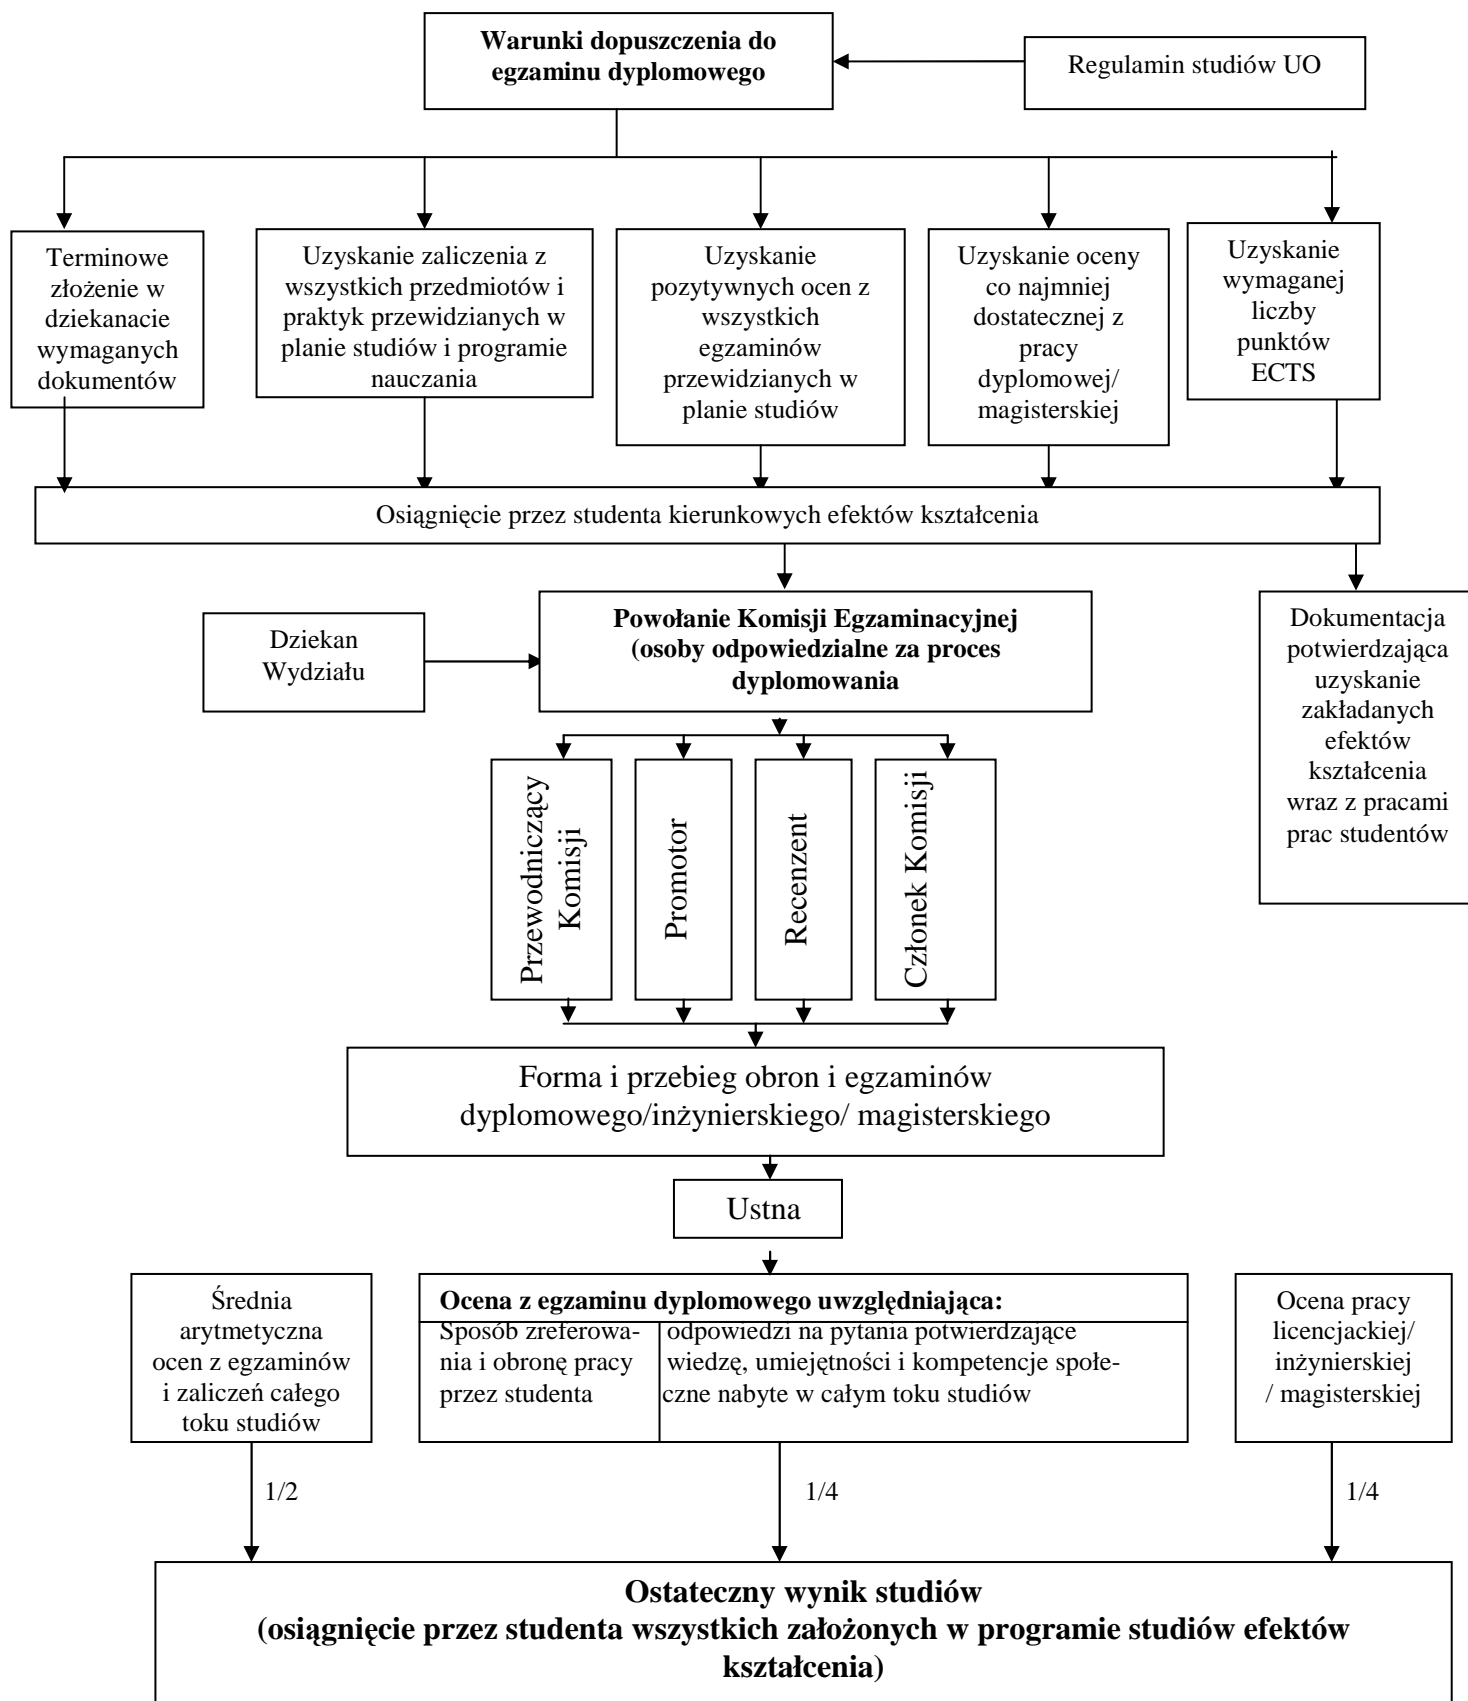 Warunki dopuszczenia do
egzaminu dyplomowego
Regulamin studiów UO
Terminowe
złożenie w
dziekanacie
wymaganych
dokumentów
Uzyskanie zaliczenia z
wszystkich przedmiotów i
praktyk przewidzianych w
planie studiów i programie
nauczania
Uzyskanie
pozytywnych ocen z
wszystkich
egzaminów
przewidzianych w
planie studiów
Uzyskanie oceny
co najmniej
dostatecznej z
pracy
dyplomowej/
magisterskiej
Uzyskanie
wymaganej
liczby
punktów
ECTS
Osiągnięcie przez studenta kierunkowych efektów kształcenia
Dziekan
Wydziału
Powołanie Komisji Egzaminacyjnej
(osoby odpowiedzialne za proces
dyplomowania
Dokumentacja
potwierdzająca
uzyskanie
zakładanych
efektów
kształcenia
wraz z pracami
prac studentów
Przewodniczący
Komisji
Promotor
Recenzent
Członek Komisji
Forma i przebieg obron i egzaminów
dyplomowego/inżynierskiego/ magisterskiego
Ustna
Średnia
arytmetyczna
ocen z egzaminów
i zaliczeń całego
toku studiów
Ocena z egzaminu dyplomowego uwzględniająca:
Sposób zreferowa-
nia i obronę pracy
przez studenta
odpowiedzi na pytania potwierdzające
wiedzę, umiejętności i kompetencje społe-
czne nabyte w całym toku studiów
Ocena pracy
licencjackiej/
inżynierskiej
/ magisterskiej
1/2
1/4
1/4
Ostateczny wynik studiów
(osiągnięcie przez studenta wszystkich założonych w programie studiów efektów
kształcenia)